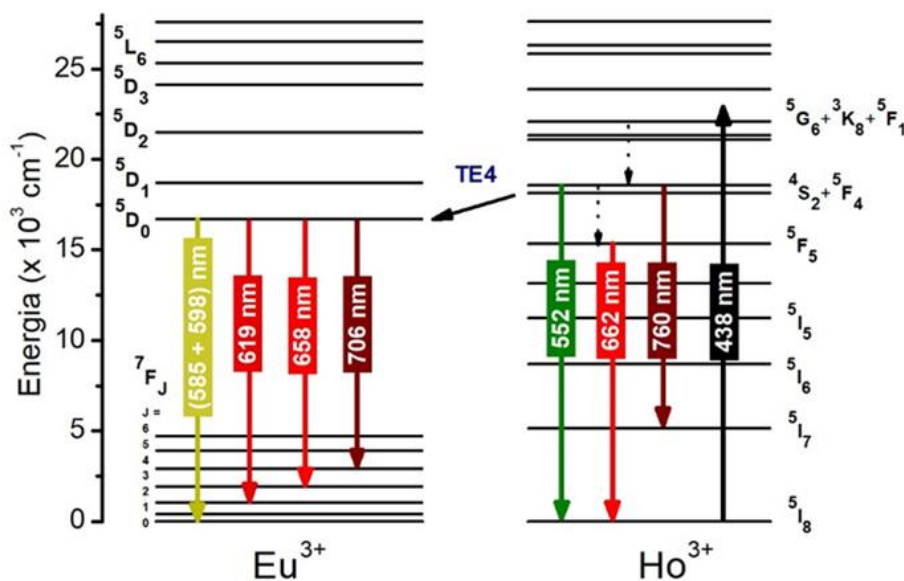 Energia (x 10³ cm⁻¹)
25
20
15
10
5
0
⁵L₆
⁵D₃
⁵D₂
⁵D₁
⁵D₀
⁷F_J
J =
6
5
4
3
2
1
0
(585 + 598) nm
619 nm
658 nm
706 nm
Eu³⁺
TE4
552 nm
662 nm
760 nm
438 nm
⁵G₆+³K₈+⁵F₁
⁴S₂+⁵F₄
⁵F₅
⁵I₅
⁵I₆
⁵I₇
⁵I₈
Ho³⁺